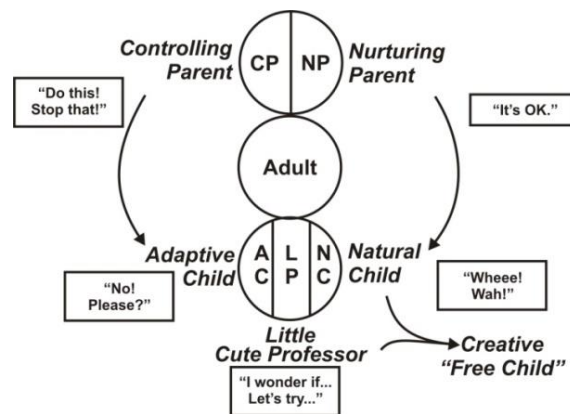 Controlling
Parent
CP
NP
Nurturing
Parent
“Do this!
Stop that!”
“It’s OK.”
Adult
Adaptive
Child
A
C
L
P
N
C
Natural
Child
“No!
Please?”
“Wheee!
Wah!”
Little
Cute Professor
“I wonder if...
Let’s try...”
Creative
“Free Child”